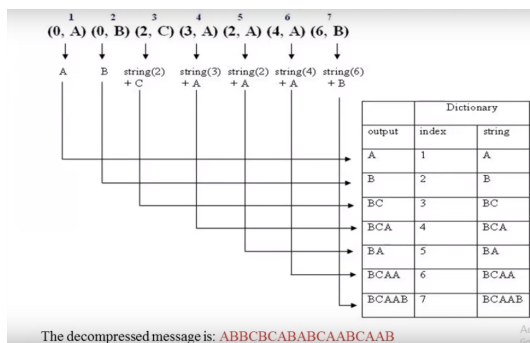 1 2 3 4 5 6 7
(0, A) (0, B) (2, C) (3, A) (2, A) (4, A) (6, B)
A B string(2) string(3) string(2) string(4) string(6)
+ C + A + A + A + B
Dictionary
output index string
A 1 A
B 2 B
BC 3 BC
BCA 4 BCA
BA 5 BA
BCAA 6 BCAA
BCAAB 7 BCAAB
The decompressed message is: ABBCBCABABCAABCAAB